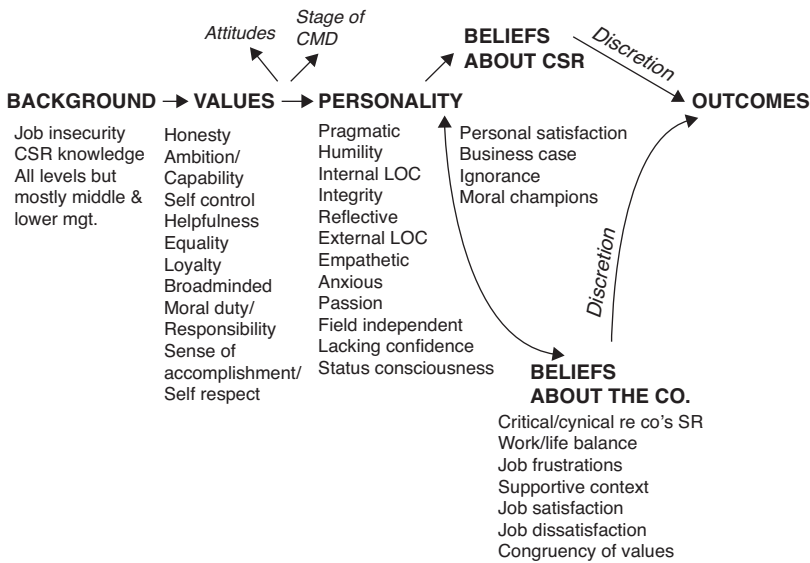 Attitudes
Stage of
CMD
BELIEFS
ABOUT CSR
Discretion
BACKGROUND
VALUES
PERSONALITY
OUTCOMES
Job insecurity
CSR knowledge
All levels but
mostly middle &
lower mgt.
Honesty
Ambition/
Capability
Self control
Helpfulness
Equality
Loyalty
Broadminded
Moral duty/
Responsibility
Sense of
accomplishment/
Self respect
Pragmatic
Humility
Internal LOC
Integrity
Reflective
External LOC
Empathetic
Anxious
Passion
Field independent
Lacking confidence
Status consciousness
Personal satisfaction
Business case
Ignorance
Moral champions
Discretion
BELIEFS
ABOUT THE CO.
Critical/cynical re co's SR
Work/life balance
Job frustrations
Supportive context
Job satisfaction
Job dissatisfaction
Congruency of values